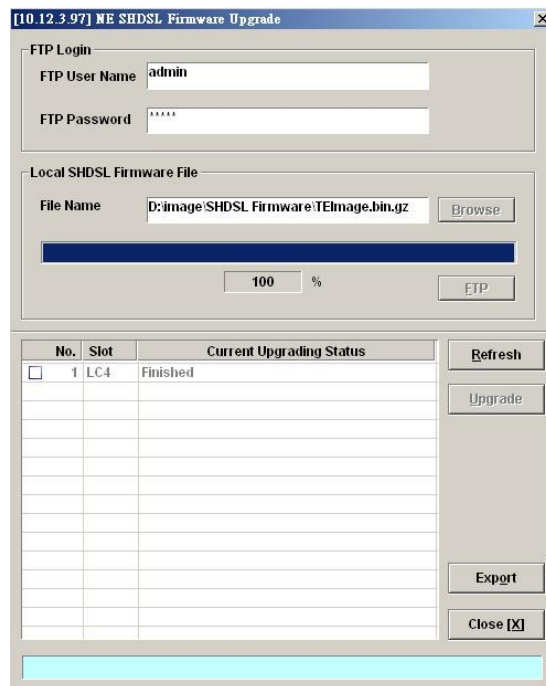 [10.12.3.97] NE SHDSL Firmware Upgrade
FTP Login
FTP User Name admin
FTP Password *****
Local SHDSL Firmware File
File Name D:\image\SHDSL Firmware\TEImage.bin.gz Browse
100 % FTP
No. Slot Current Upgrading Status
1 LC4 Finished
Refresh
Upgrade
Export
Close [X]